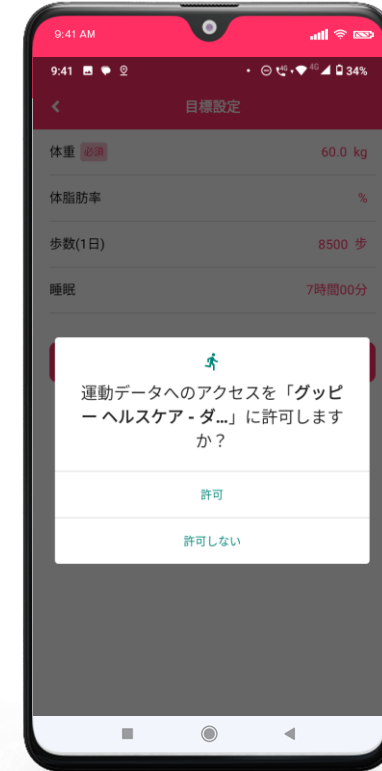 9:41 AM
9:41 4G 4G 34%
目標設定
体重 必須 60.0 kg
体脂肪率 %
歩数(1日) 8500 歩
睡眠 7時間00分
運動データへのアクセスを「グッピ
ー ヘルスケア - ダ...」に許可します
か？
許可
許可しない